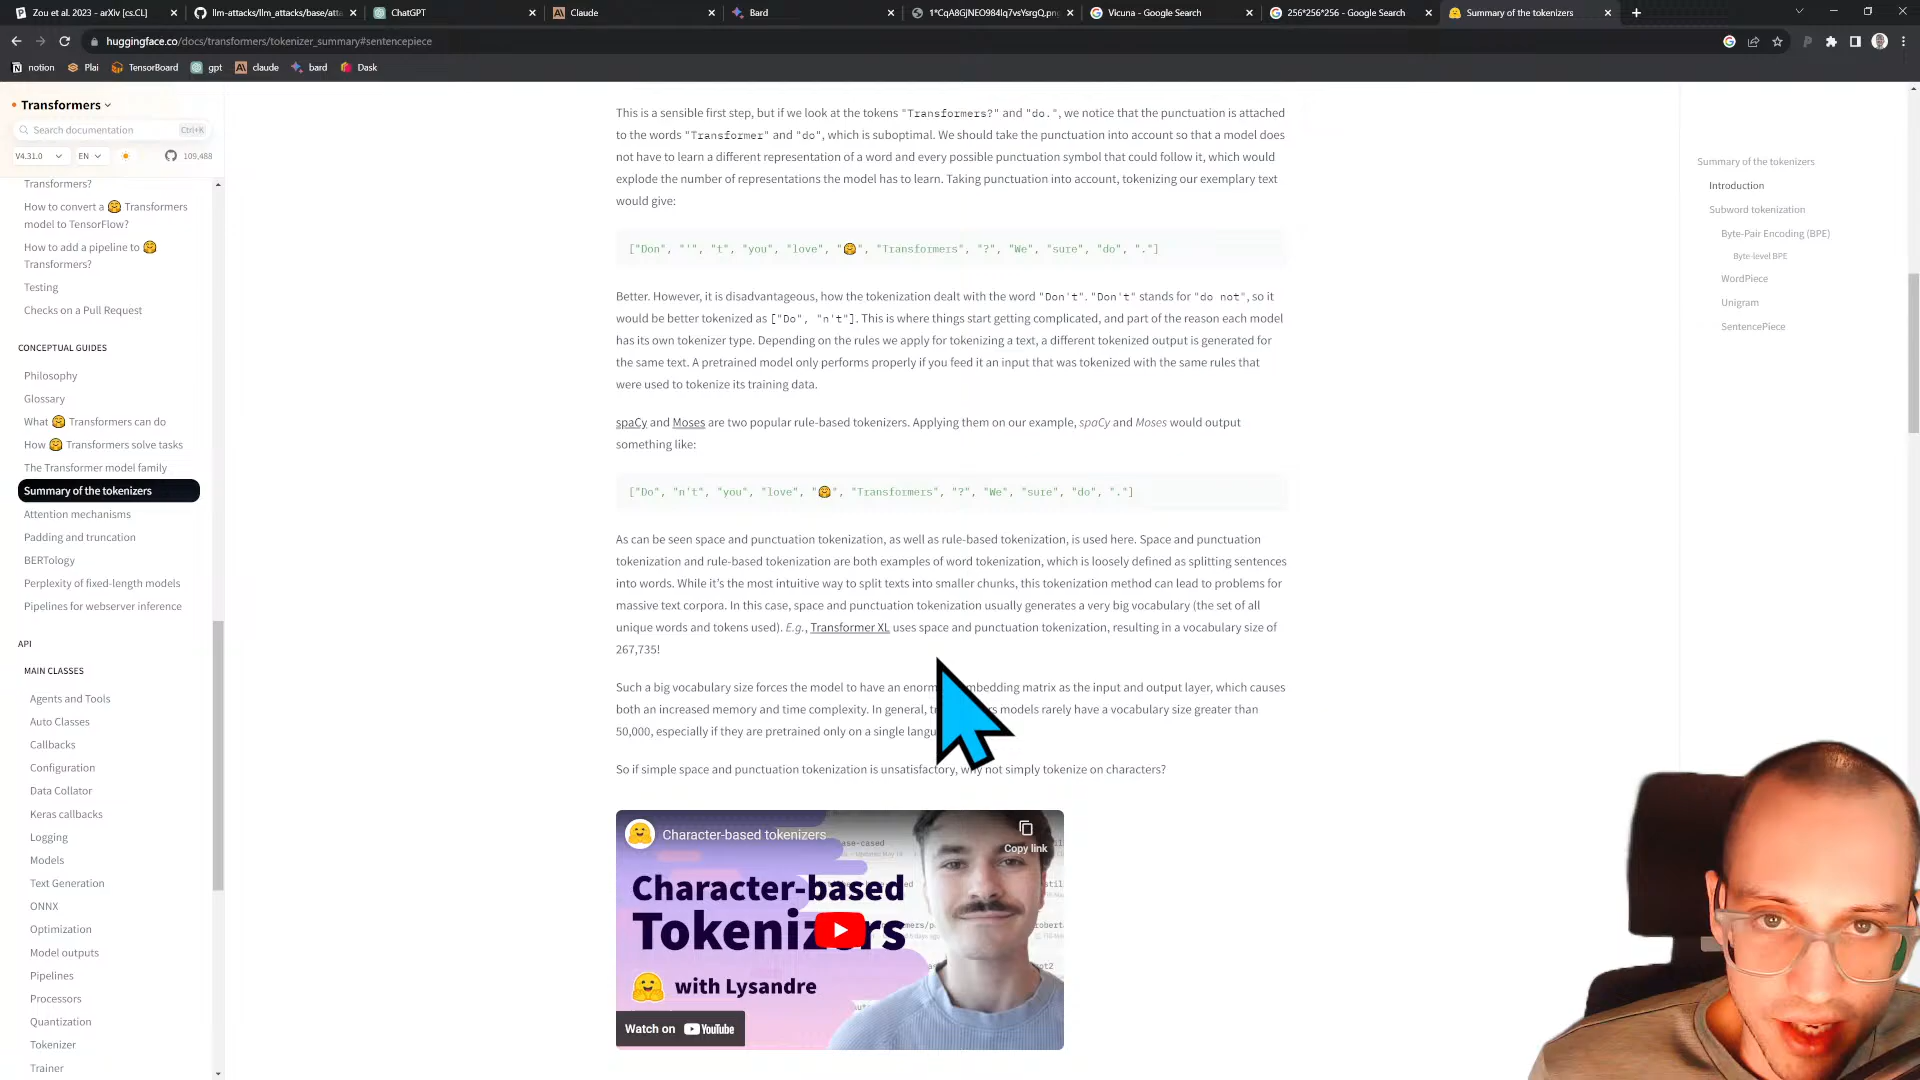 Zou et al. 2023 - arXiv [cs.CL]
llm-attacks/llm_attacks/base/atta
ChatGPT
Claude
Bard
1*CqA8GjNEO984lq7vsYsrgQ.png
Vicuna - Google Search
256*256*256 - Google Search
Summary of the tokenizers
huggingface.co/docs/transformers/tokenizer_summary#sentencepiece
notion
Plai
TensorBoard
gpt
claude
bard
Dask
Transformers
Search documentation
Ctrl+K
V4.31.0
EN
109,488
Transformers?
How to convert a 🤗 Transformers
model to TensorFlow?
How to add a pipeline to 🤗
Transformers?
Testing
Checks on a Pull Request
CONCEPTUAL GUIDES
Philosophy
Glossary
What 🤗 Transformers can do
How 🤗 Transformers solve tasks
The Transformer model family
Summary of the tokenizers
Attention mechanisms
Padding and truncation
BERTology
Perplexity of fixed-length models
Pipelines for webserver inference
API
MAIN CLASSES
Agents and Tools
Auto Classes
Callbacks
Configuration
Data Collator
Keras callbacks
Logging
Models
Text Generation
ONNX
Optimization
Model outputs
Pipelines
Processors
Quantization
Tokenizer
Trainer
This is a sensible first step, but if we look at the tokens "Transformers?" and "do.", we notice that the punctuation is attached
to the words "Transformer" and "do", which is suboptimal. We should take the punctuation into account so that a model does
not have to learn a different representation of a word and every possible punctuation symbol that could follow it, which would
explode the number of representations the model has to learn. Taking punctuation into account, tokenizing our exemplary text
would give:
["Don", "'", "t", "you", "love", "🤗", "Transformers", "?", "We", "sure", "do", "."]
Better. However, it is disadvantageous, how the tokenization dealt with the word "Don't". "Don't" stands for "do not", so it
would be better tokenized as ["Do", "n't"]. This is where things start getting complicated, and part of the reason each model
has its own tokenizer type. Depending on the rules we apply for tokenizing a text, a different tokenized output is generated for
the same text. A pretrained model only performs properly if you feed it an input that was tokenized with the same rules that
were used to tokenize its training data.
spaCy and Moses are two popular rule-based tokenizers. Applying them on our example, spaCy and Moses would output
something like:
["Do", "n't", "you", "love", "🤗", "Transformers", "?", "We", "sure", "do", "."]
As can be seen space and punctuation tokenization, as well as rule-based tokenization, is used here. Space and punctuation
tokenization and rule-based tokenization are both examples of word tokenization, which is loosely defined as splitting sentences
into words. While it's the most intuitive way to split texts into smaller chunks, this tokenization method can lead to problems for
massive text corpora. In this case, space and punctuation tokenization usually generates a very big vocabulary (the set of all
unique words and tokens used). E.g., Transformer XL uses space and punctuation tokenization, resulting in a vocabulary size of
267,735!
Such a big vocabulary size forces the model to have an enorm embedding matrix as the input and output layer, which causes
both an increased memory and time complexity. In general, tr rs models rarely have a vocabulary size greater than
50,000, especially if they are pretrained only on a single langu
So if simple space and punctuation tokenization is unsatisfactory, why not simply tokenize on characters?
Character-based tokenizers
Copy link
Character-based
Tokenizers
with Lysandre
Watch on YouTube
Summary of the tokenizers
Introduction
Subword tokenization
Byte-Pair Encoding (BPE)
Byte-level BPE
WordPiece
Unigram
SentencePiece